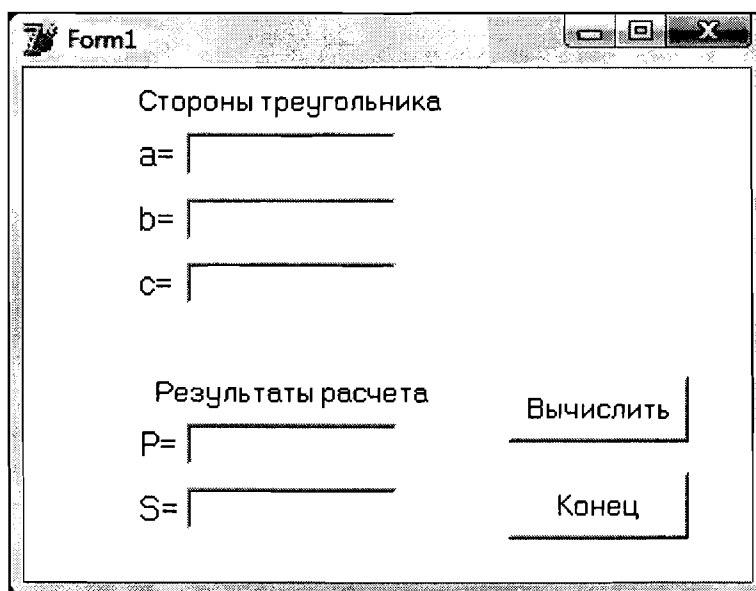 Form1
Стороны треугольника
a=
b=
c=
Результаты расчета
P=
S=
Вычислить
Конец